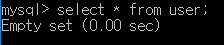 mysql> select * from user;
Empty set (0.00 sec)